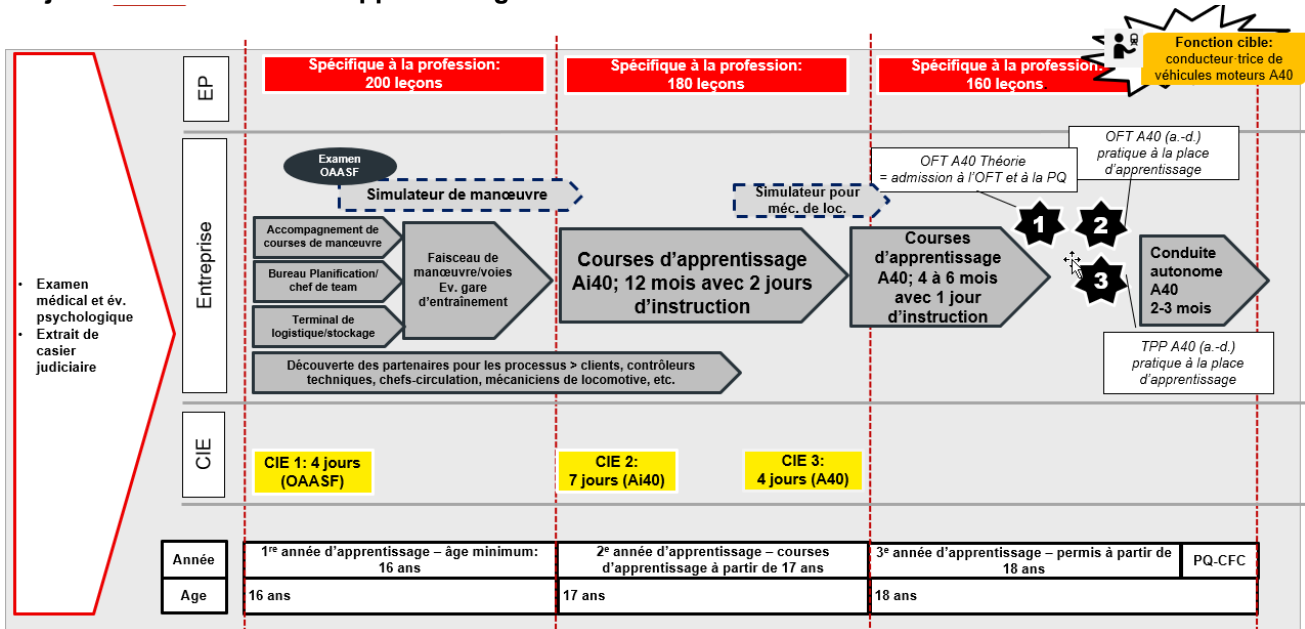 Fonction cible:
conducteur·trice de
véhicules moteurs A40
EP
Spécifique à la profession:
200 leçons
Spécifique à la profession:
180 leçons
Spécifique à la profession:
160 leçons
Entreprise
Examen
OAASF
Simulateur de manœuvre
Simulateur pour
méc. de loc.
OFT A40 Théorie
= admission à l'OFT et à la PQ
OFT A40 (a.-d.)
pratique à la place
d'apprentissage
1
2
3
Accompagnement de
courses de manœuvre
Bureau Planification/
chef de team
Terminal de
logistique/stockage
Faisceau de
manœuvre/voies
Ev. gare
d'entraînement
Courses d'apprentissage
Ai40; 12 mois avec 2 jours
d'instruction
Courses
d'apprentissage
A40; 4 à 6 mois
avec 1 jour
d'instruction
Conduite
autonome
A40
2-3 mois
TPP A40 (a.-d.)
pratique à la place
d'apprentissage
Découverte des partenaires pour les processus > clients, contrôleurs
techniques, chefs-circulation, mécaniciens de locomotive, etc.
• Examen
médical et év.
psychologique
• Extrait de
casier
judiciaire
CIE
CIE 1: 4 jours
(OAASF)
CIE 2:
7 jours (Ai40)
CIE 3:
4 jours (A40)
Année
1re année d'apprentissage – âge minimum:
16 ans
2e année d'apprentissage – courses
d'apprentissage à partir de 17 ans
3e année d'apprentissage – permis à partir de
18 ans
PQ-CFC
Age
16 ans
17 ans
18 ans